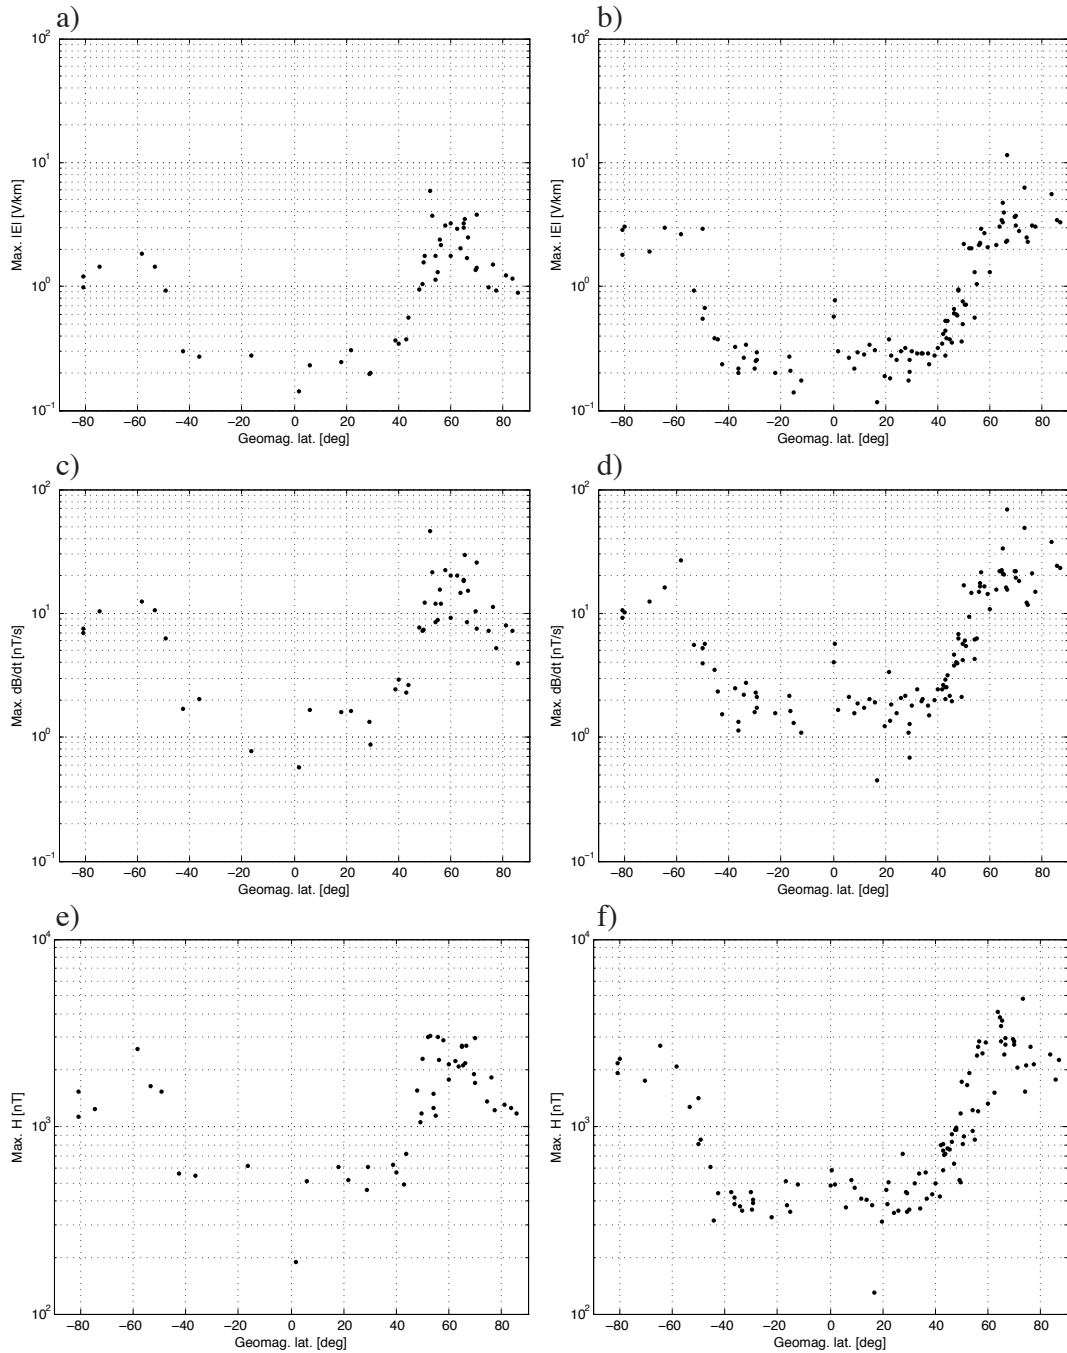 a) b)
10² 10²
10¹ 10¹
10⁰ 10⁰
10⁻¹ 10⁻¹
Max. |E| [V/km] Max. |E| [V/km]
−80 −60 −40 −20 0 20 40 60 80 −80 −60 −40 −20 0 20 40 60 80
Geomag. lat. [deg] Geomag. lat. [deg]
c) d)
10² 10²
10¹ 10¹
10⁰ 10⁰
10⁻¹ 10⁻¹
Max. dB/dt [nT/s] Max. dB/dt [nT/s]
−80 −60 −40 −20 0 20 40 60 80 −80 −60 −40 −20 0 20 40 60 80
Geomag. lat. [deg] Geomag. lat. [deg]
e) f)
10⁴ 10⁴
10³ 10³
10² 10²
Max. H [nT] Max. H [nT]
−80 −60 −40 −20 0 20 40 60 80 −80 −60 −40 −20 0 20 40 60 80
Geomag. lat. [deg] Geomag. lat. [deg]